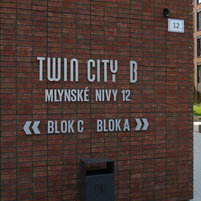 TWIN CITY B
12
MLYNSKÉ NIVY 12
BLOK C BLOK A